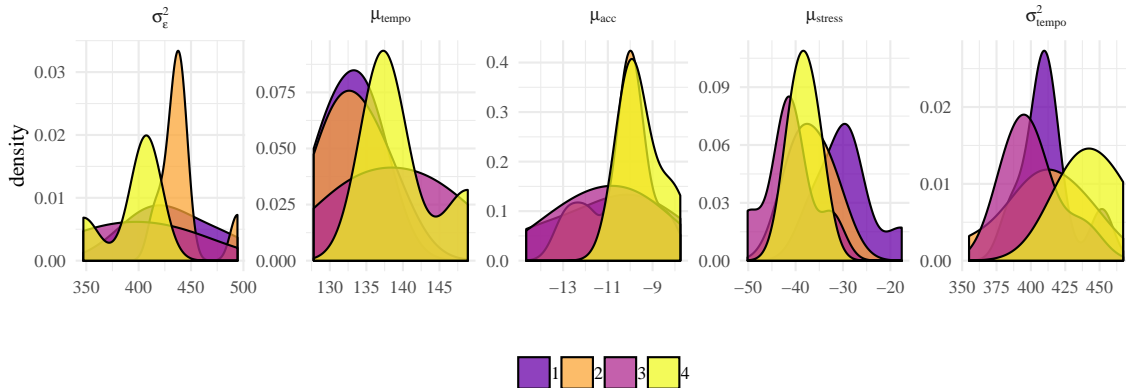 σ²ε μtempo μacc μstress σ²tempo
density
0.03 0.02 0.01 0.00
0.075 0.050 0.025 0.000
0.4 0.3 0.2 0.1 0.0
0.09 0.06 0.03 0.00
0.02 0.01 0.00
350 400 450 500 130 135 140 145 −13 −11 −9 −50 −40 −30 −20 350 375 400 425 450
1 2 3 4